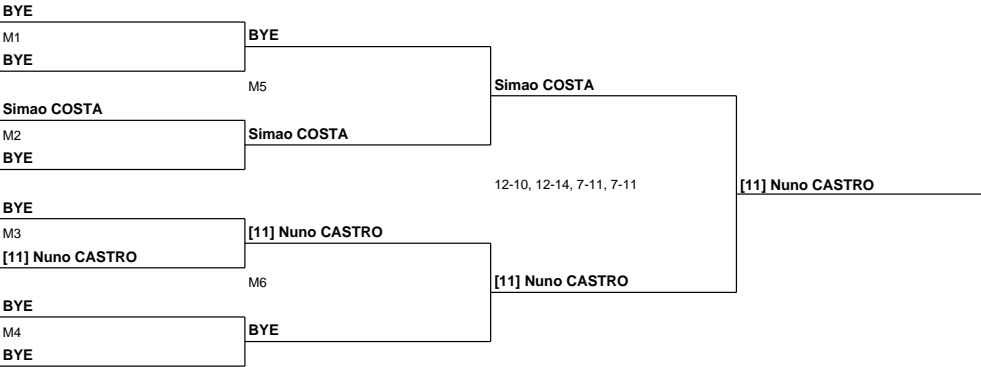 BYE
M1
BYE
BYE
M5
Simao COSTA
Simao COSTA
M2
Simao COSTA
BYE
12-10, 12-14, 7-11, 7-11
[11] Nuno CASTRO
BYE
M3
[11] Nuno CASTRO
[11] Nuno CASTRO
M6
[11] Nuno CASTRO
BYE
M4
BYE
BYE